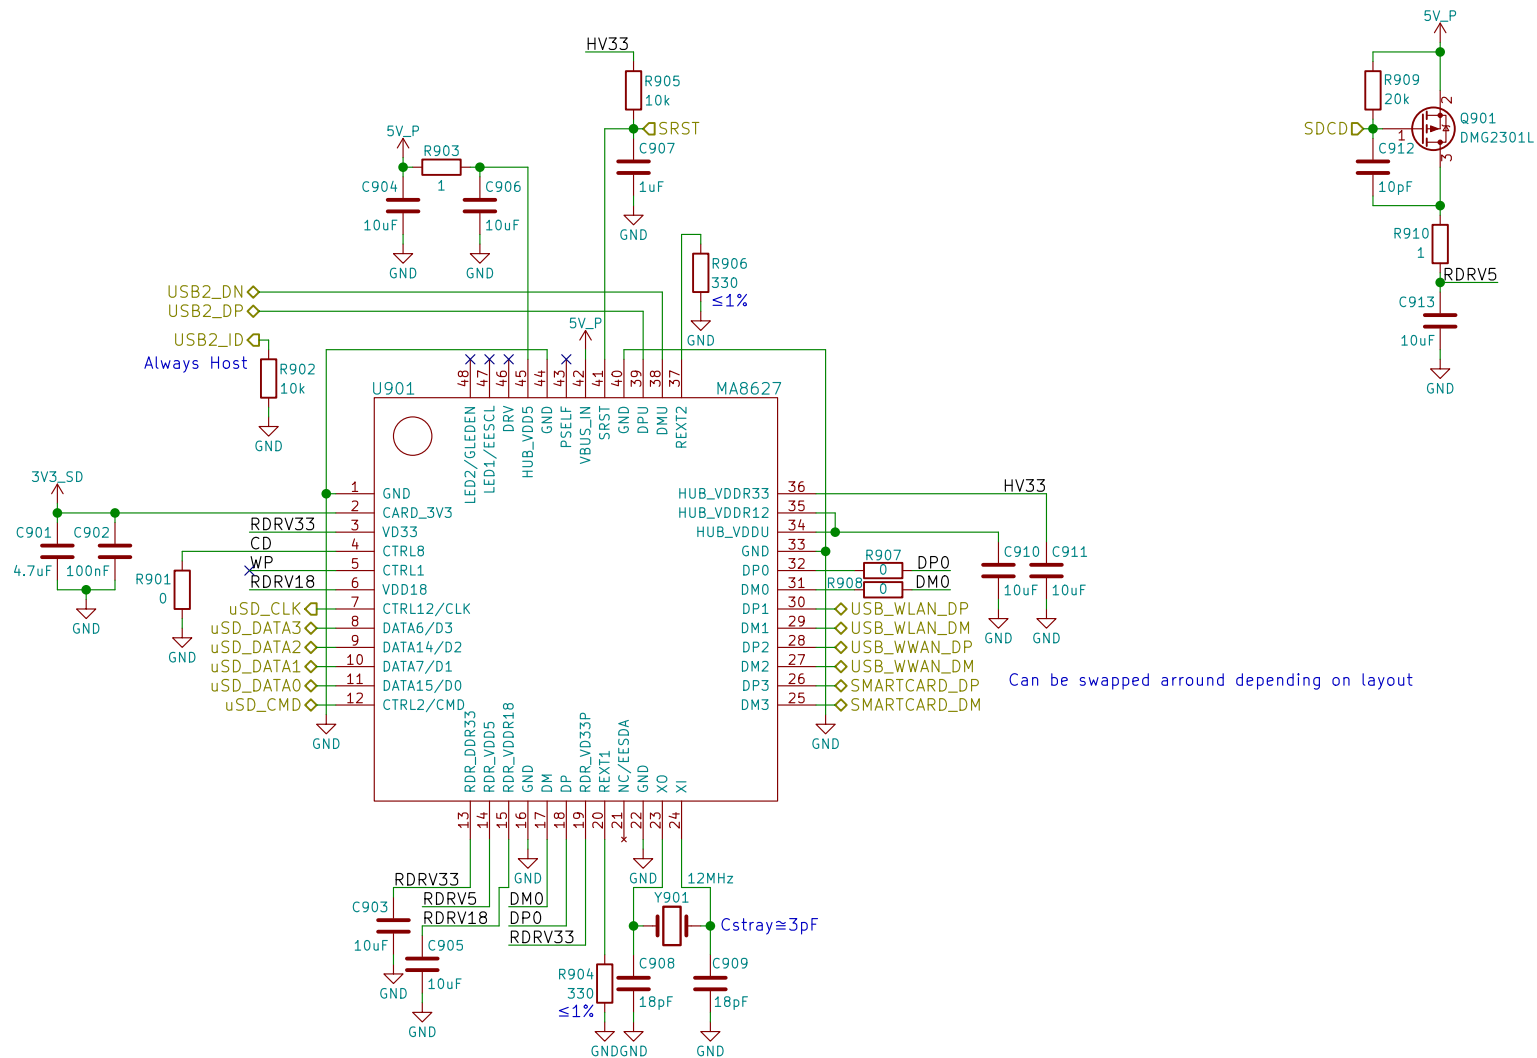 5V_P
HV33
R905
10k
SRST
C907
1uF
GND
5V_P
R903
1
C904
10uF
GND
C906
10uF
GND
R906
330
≤1%
GND
5V_P
R909
20k
SDCD
Q901
DMG2301L
1
2
3
C912
10pF
R910
1
RDRV5
C913
10uF
GND
USB2_DN
USB2_DP
USB2_ID
Always Host
R902
10k
GND
5V_P
U901
MA8627
48
47
46
45
44
43
42
41
40
39
38
37
LED2/GLEDEN
LED1/EESCL
DRV
HUB_VDD5
GND
PSELF
VBUS_IN
SRST
GND
DPU
DMU
REXT2
3V3_SD
C901
4.7uF
C902
100nF
GND
RDRV33
CD
WP
RDRV18
R901
0
GND
uSD_CLK
uSD_DATA3
uSD_DATA2
uSD_DATA1
uSD_DATA0
uSD_CMD
GND
1 GND
2 CARD_3V3
3 VD33
4 CTRL8
5 CTRL1
6 VDD18
7 CTRL12/CLK
8 DATA6/D3
9 DATA14/D2
10 DATA7/D1
11 DATA15/D0
12 CTRL2/CMD
HUB_VDDR33 36
HUB_VDDR12 35
HUB_VDDU 34
GND 33
DP0 32
DM0 31
DP1 30
DM1 29
DP2 28
DM2 27
DP3 26
DM3 25
HV33
R907
0
DP0
R908
0
DM0
C910
10uF
GND
C911
10uF
GND
USB_WLAN_DP
USB_WLAN_DM
USB_WWAN_DP
USB_WWAN_DM
SMARTCARD_DP
SMARTCARD_DM
Can be swapped arround depending on layout
GND
RDR_DDR33
RDR_VDD5
RDR_VDDR18
GND
DM
DP
RDR_VD33P
REXT1
NC/EESDA
GND
XO
XI
13
14
15
16
17
18
19
20
21
22
23
24
GND
GND
RDRV33
RDRV5
RDRV18
DM0
DP0
RDRV33
C903
10uF
GND
C905
10uF
GND
12MHz
Y901
Cstray≅3pF
R904
330
≤1%
GND
C908
18pF
GND
C909
18pF
GND